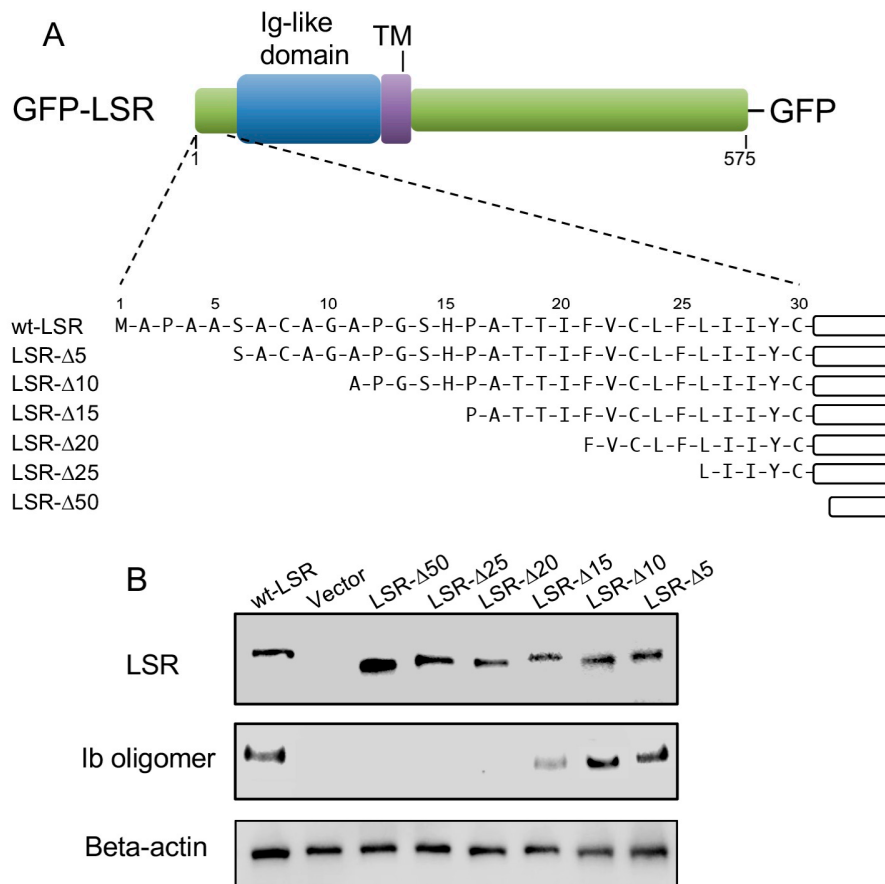 A
Ig-like
domain
TM
GFP-LSR
GFP
1
575
1 5 10 15 20 25 30
wt-LSR M-A-P-A-A-S-A-C-A-G-A-P-G-S-H-P-A-T-T-I-F-V-C-L-F-L-I-I-Y-C-
LSR-Δ5 S-A-C-A-G-A-P-G-S-H-P-A-T-T-I-F-V-C-L-F-L-I-I-Y-C-
LSR-Δ10 A-P-G-S-H-P-A-T-T-I-F-V-C-L-F-L-I-I-Y-C-
LSR-Δ15 P-A-T-T-I-F-V-C-L-F-L-I-I-Y-C-
LSR-Δ20 F-V-C-L-F-L-I-I-Y-C-
LSR-Δ25 L-I-I-Y-C-
LSR-Δ50
B
wt-LSR Vector LSR-Δ50 LSR-Δ25 LSR-Δ20 LSR-Δ15 LSR-Δ10 LSR-Δ5
LSR
Ib oligomer
Beta-actin